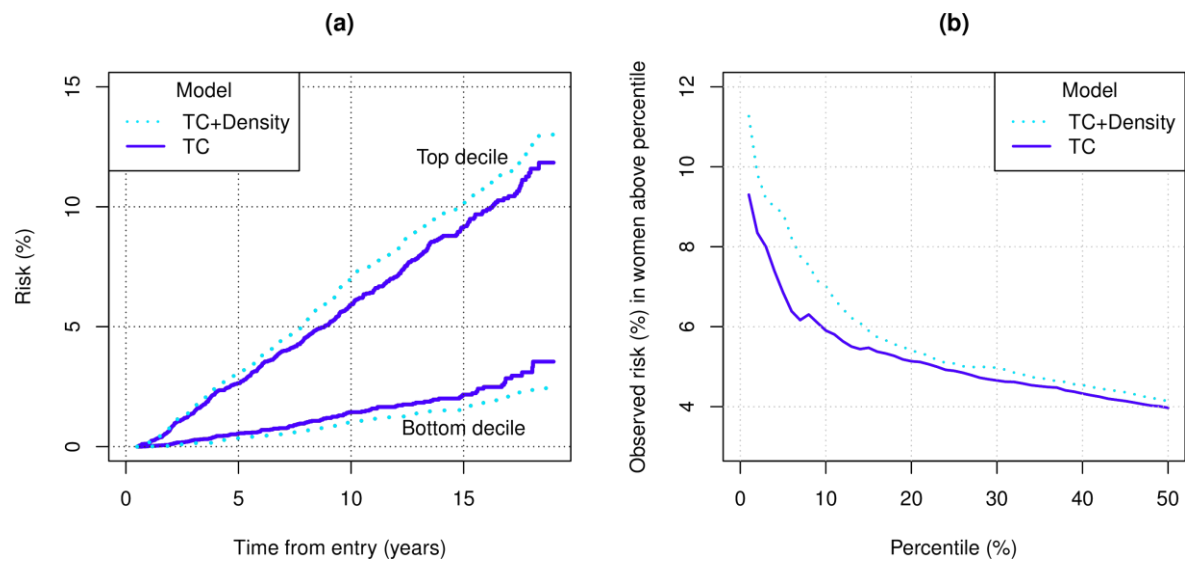 (a)
Model
TC+Density
TC
Top decile
Bottom decile
Risk (%)
15
10
5
0
0 5 10 15
Time from entry (years)
(b)
Model
TC+Density
TC
Observed risk (%) in women above percentile
12
10
8
6
4
0 10 20 30 40 50
Percentile (%)